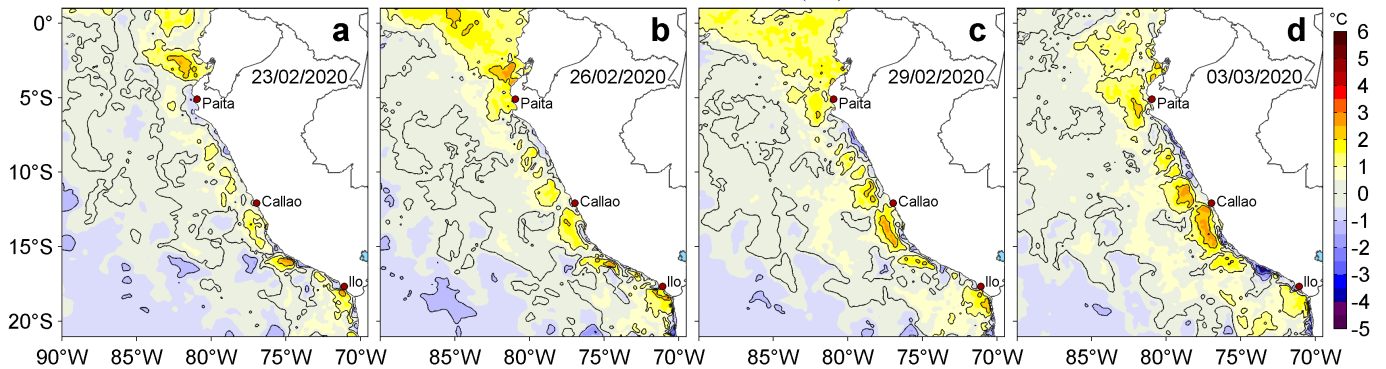 a b c d
°C
23/02/2020 26/02/2020 29/02/2020 03/03/2020
0°
5°S
10°S
15°S
20°S
Paita Paita Paita Paita
Callao Callao Callao Callao
Ilo Ilo Ilo Ilo
90°W 85°W 80°W 75°W 70°W 85°W 80°W 75°W 70°W 85°W 80°W 75°W 70°W 85°W 80°W 75°W 70°W
6
5
4
3
2
1
0
-1
-2
-3
-4
-5